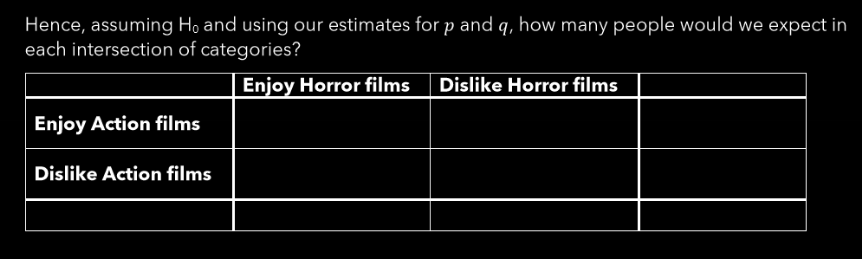 Hence, assuming H₀ and using our estimates for p and q, how many people would we expect in
each intersection of categories?
Enjoy Horror films Dislike Horror films
Enjoy Action films
Dislike Action films